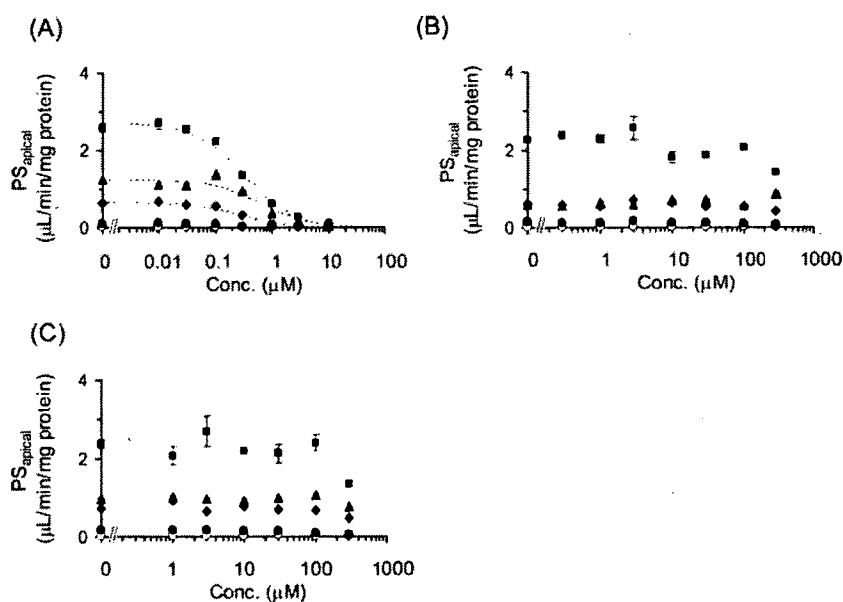 (A)
PSapical
(μL/min/mg protein)
4
2
0
0 0.01 0.1 1 10 100
Conc. (μM)
(B)
PSapical
(μL/min/mg protein)
4
2
0
0 1 10 100 1000
Conc. (μM)
(C)
PSapical
(μL/min/mg protein)
4
2
0
0 1 10 100 1000
Conc. (μM)